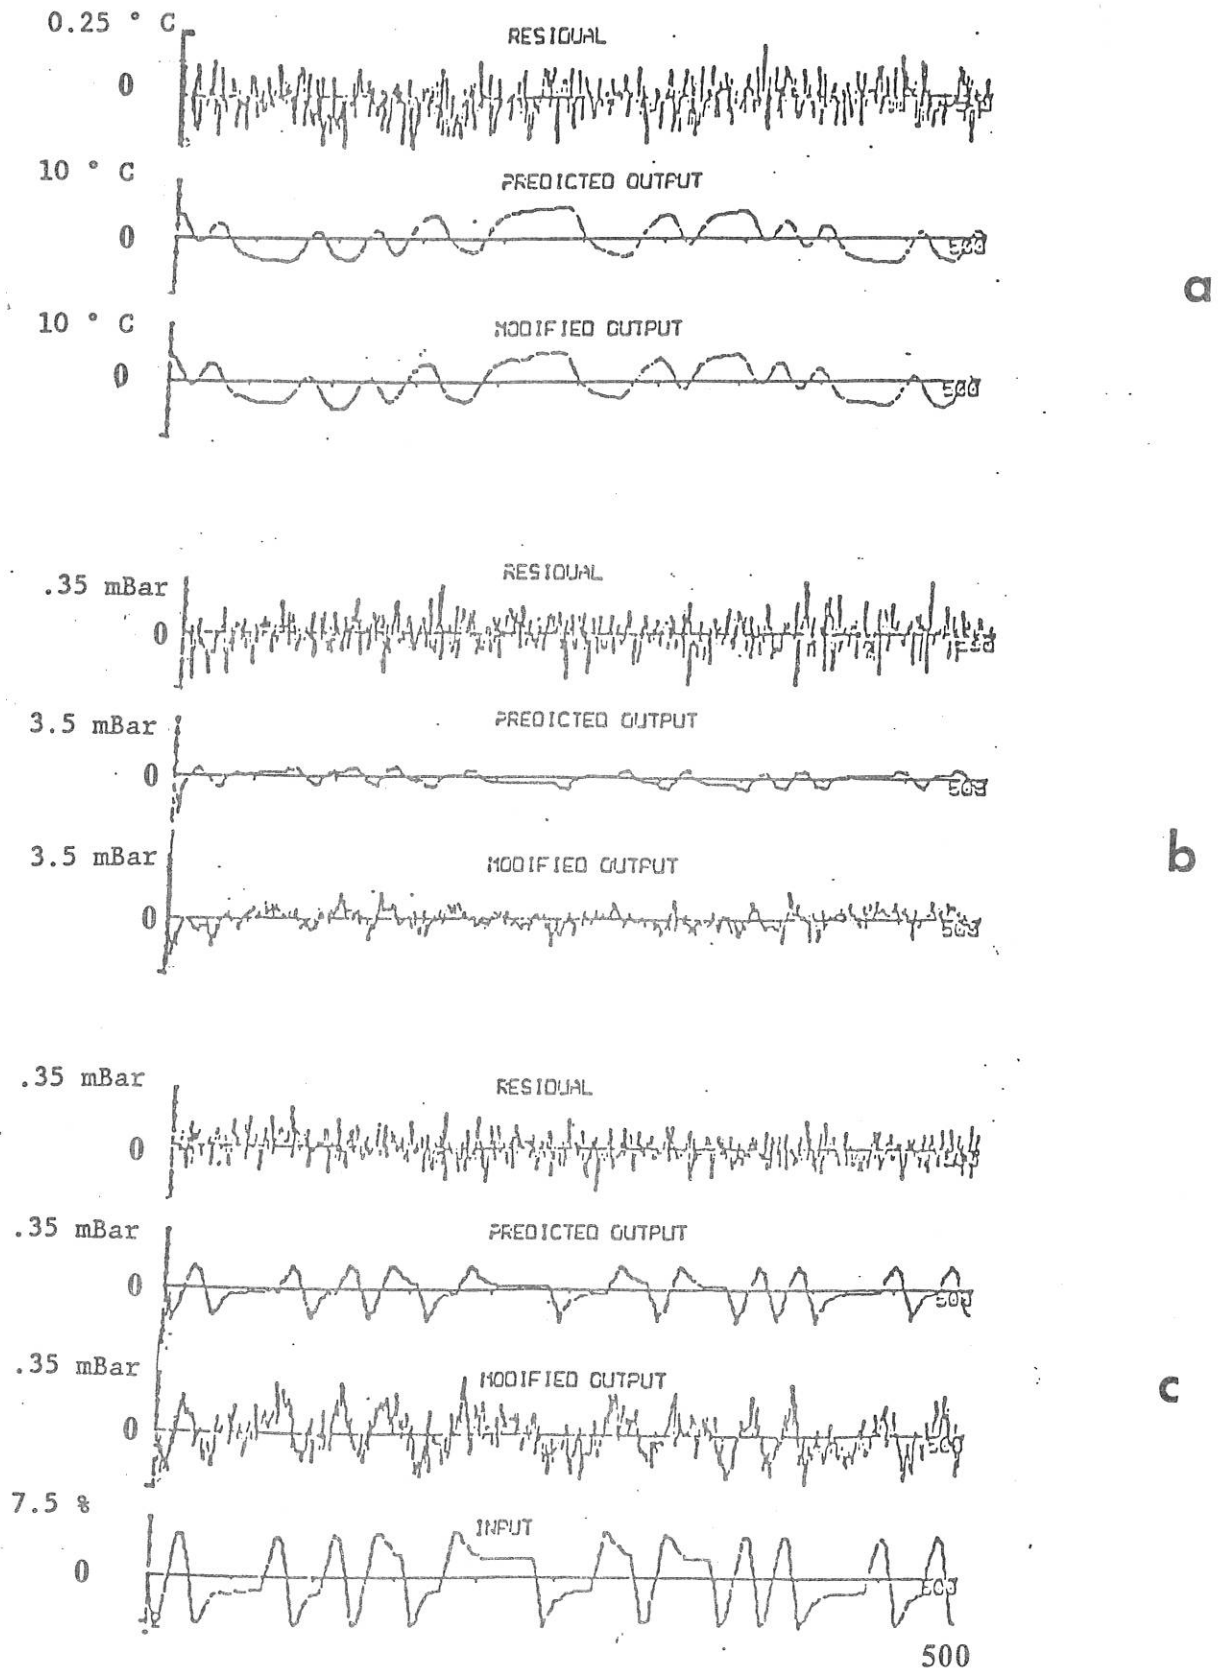 0.25 ° C
RESIDUAL
0
10 ° C
PREDICTED OUTPUT
0
500
a
10 ° C
MODIFIED OUTPUT
0
500
RESIDUAL
.35 mBar
0
3.5 mBar
PREDICTED OUTPUT
0
500
b
3.5 mBar
MODIFIED OUTPUT
0
500
.35 mBar
RESIDUAL
0
.35 mBar
PREDICTED OUTPUT
0
500
.35 mBar
MODIFIED OUTPUT
c
0
500
7.5 %
INPUT
0
500
500